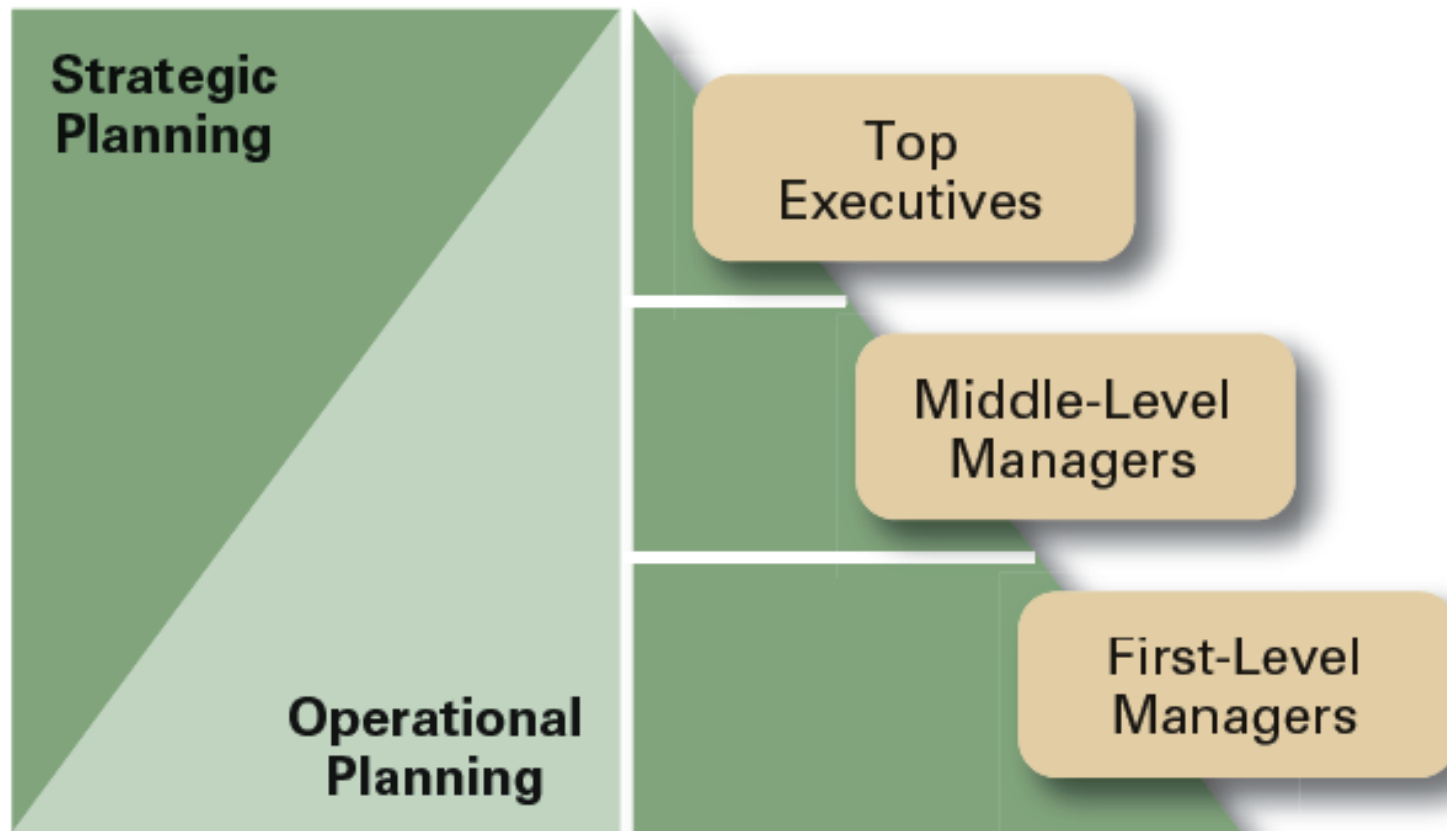 Strategic
Planning
Top
Executives
Middle-Level
Managers
First-Level
Managers
Operational
Planning